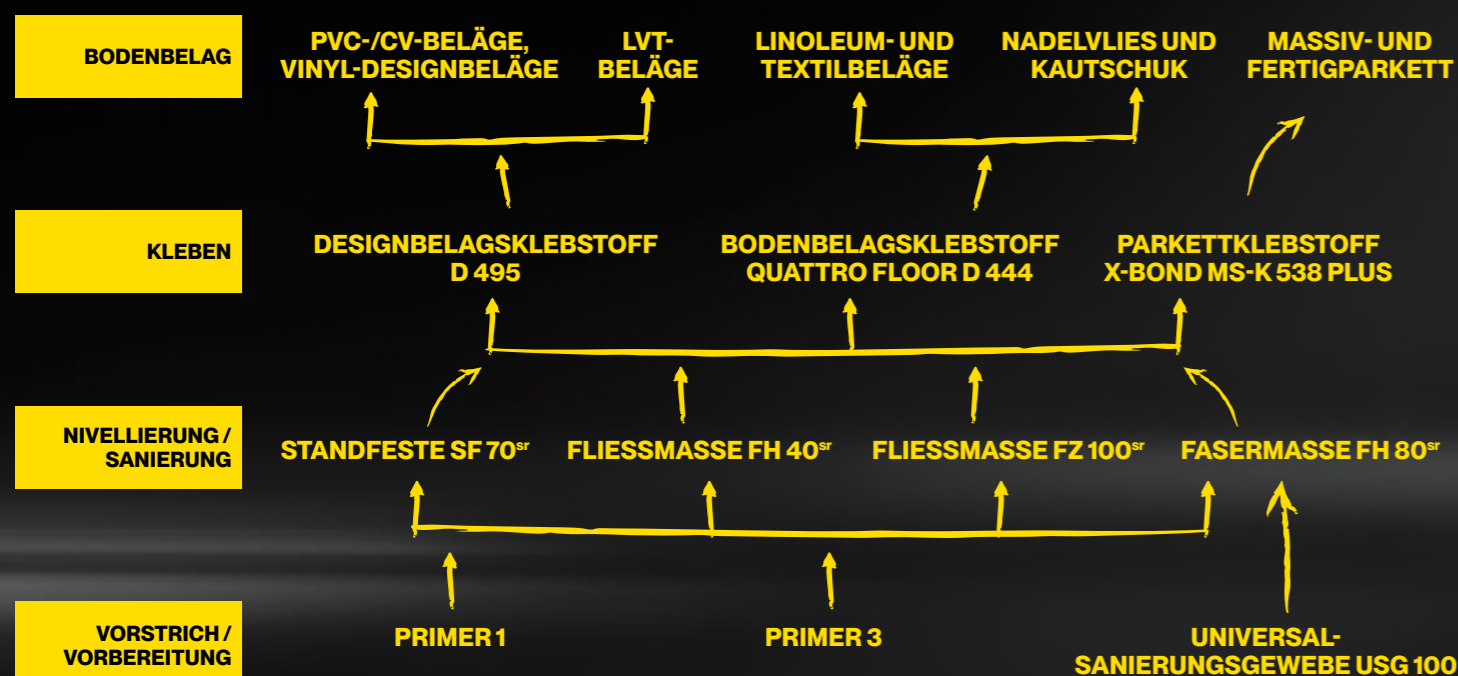 BODENBELAG
PVC-/CV-BELÄGE,
VINYL-DESIGNBELÄGE
LVT-
BELÄGE
LINOLEUM- UND
TEXTILBELÄGE
NADELVLIES UND
KAUTSCHUK
MASSIV- UND
FERTIGPARKETT
KLEBEN
DESIGNBELAGSKLEBSTOFF
D 495
BODENBELAGSKLEBSTOFF
QUATTRO FLOOR D 444
PARKETTKLEBSTOFF
X-BOND MS-K 538 PLUS
NIVELLIERUNG /
SANIERUNG
STANDFESTE SF 70sr
FLIESSMASSE FH 40sr
FLIESSMASSE FZ 100sr
FASERMASSE FH 80sr
VORSTRICH /
VORBEREITUNG
PRIMER 1
PRIMER 3
UNIVERSAL-
SANIERUNGSGEWEBE USG 100